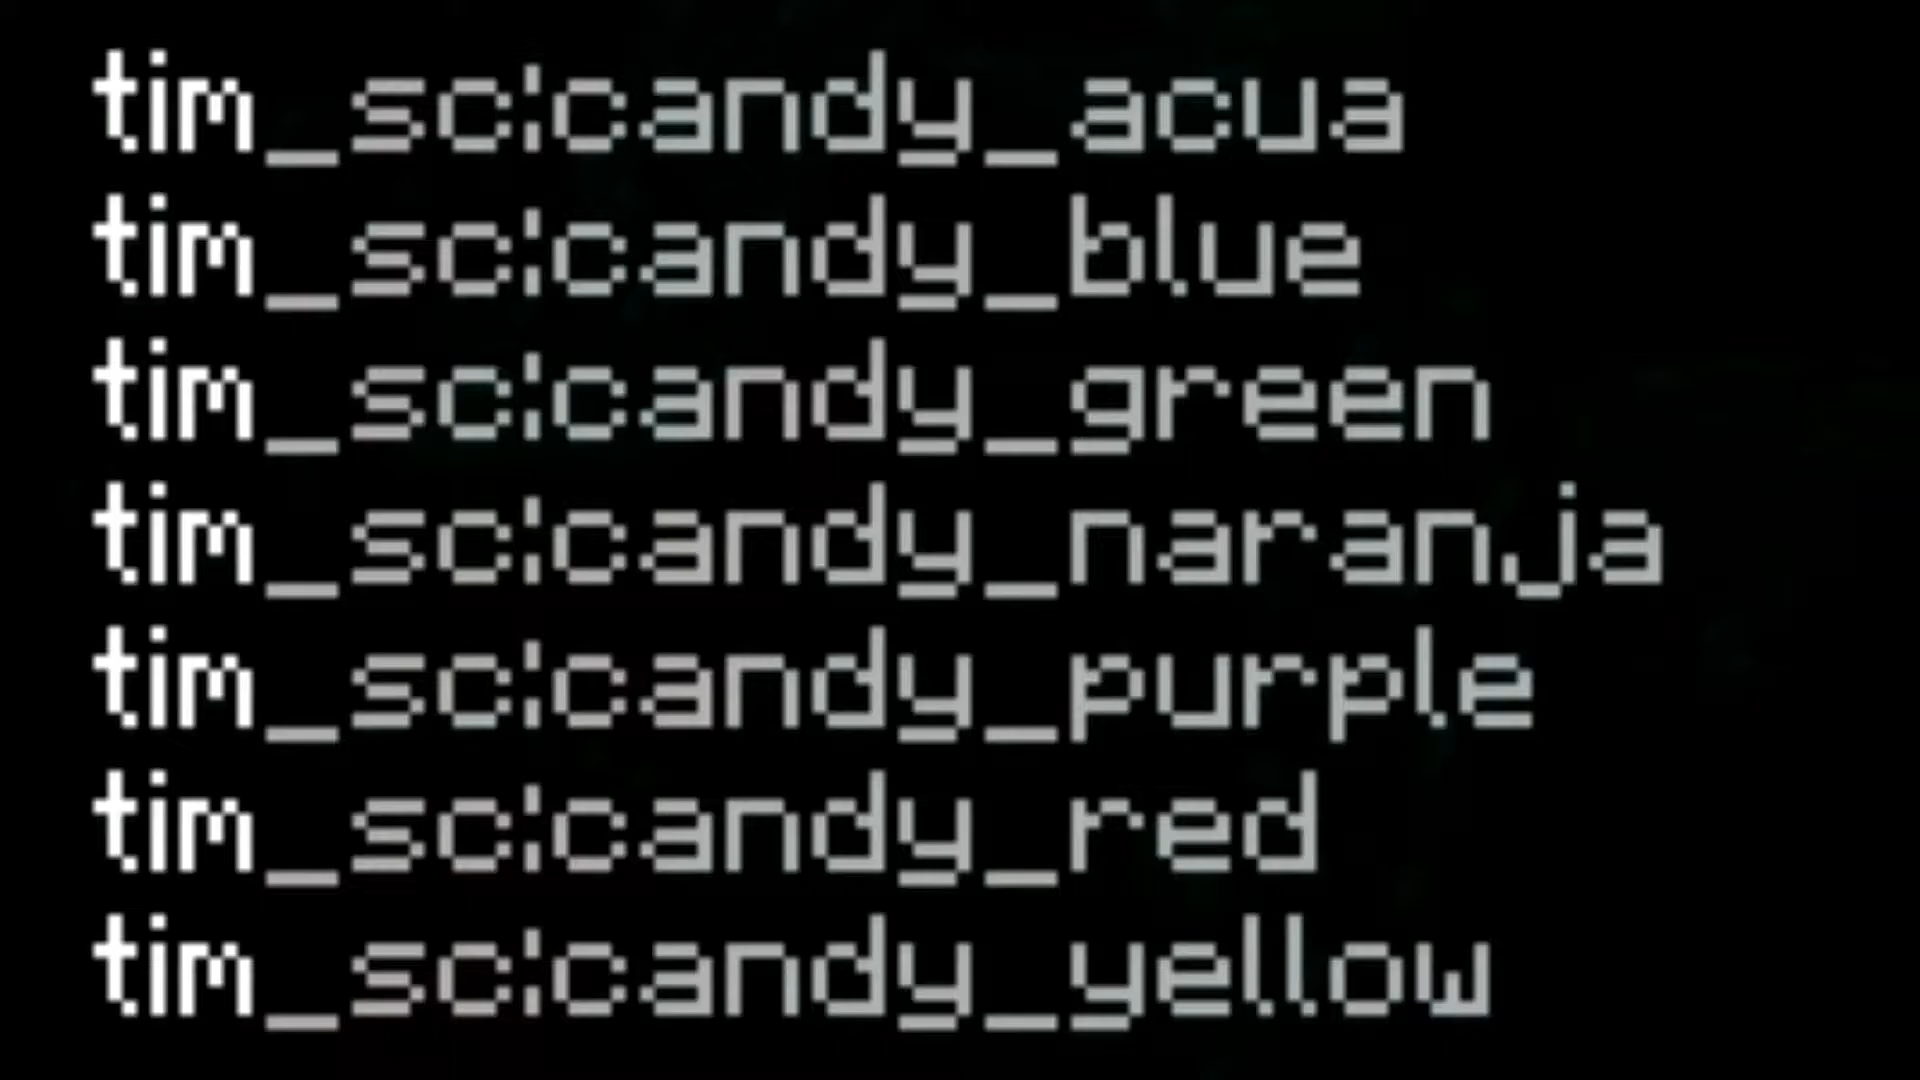 tim_sc:candy_acua
tim_sc:candy_blue
tim_sc:candy_green
tim_sc:candy_naranja
tim_sc:candy_purple
tim_sc:candy_red
tim_sc:candy_yellow